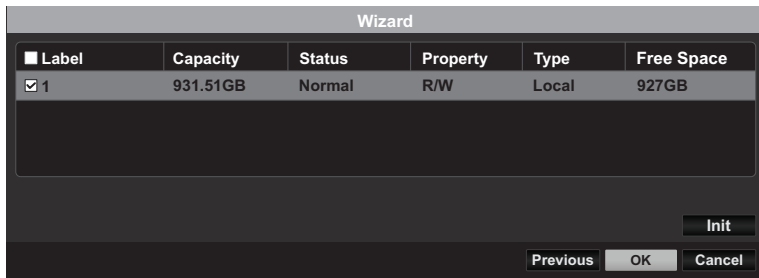 Wizard
Label Capacity Status Property Type Free Space
1 931.51GB Normal R/W Local 927GB
Init
Previous OK Cancel